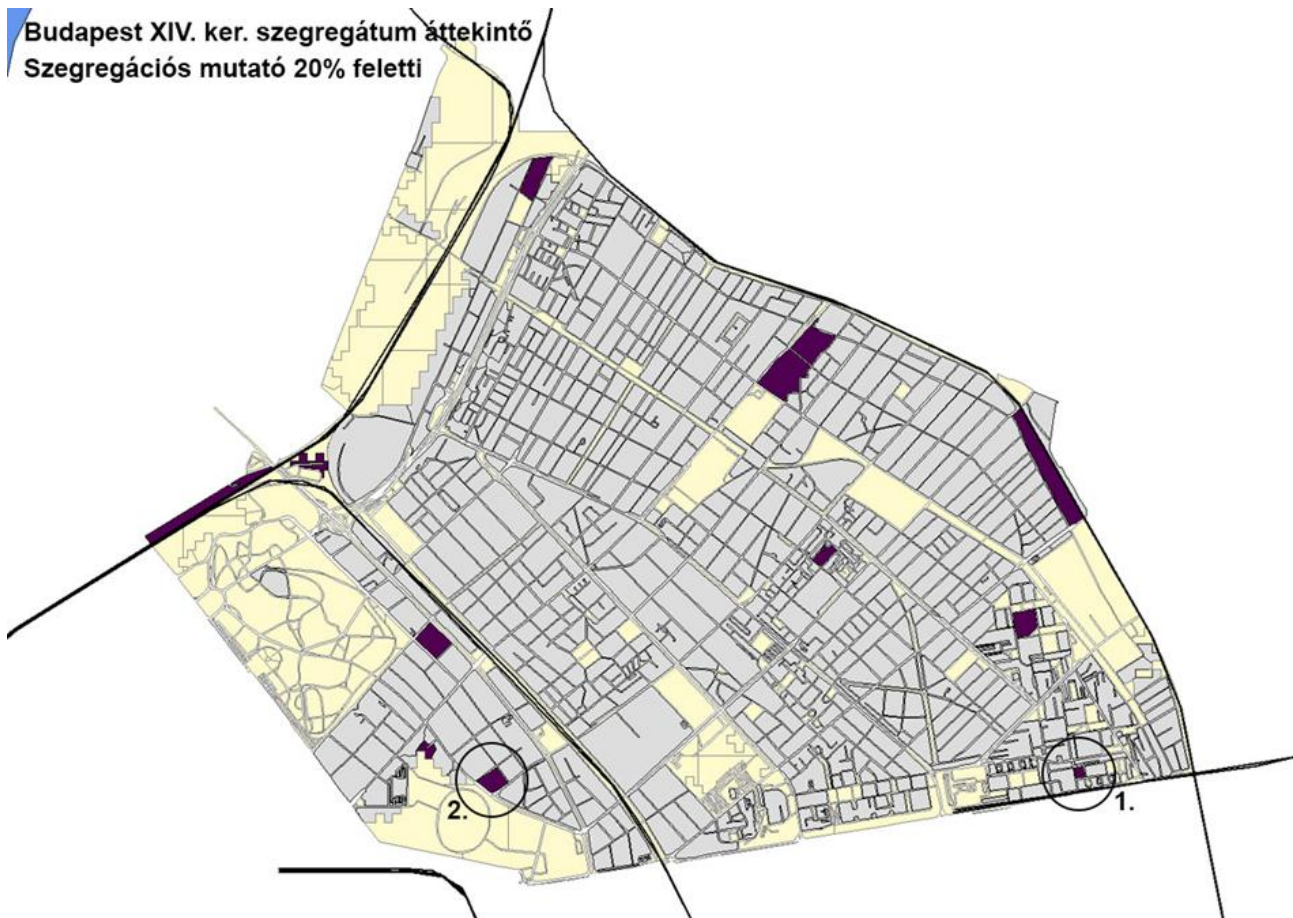 Budapest XIV. ker. szegregátum áttekintő
Szegregációs mutató 20% feletti
2.
1.